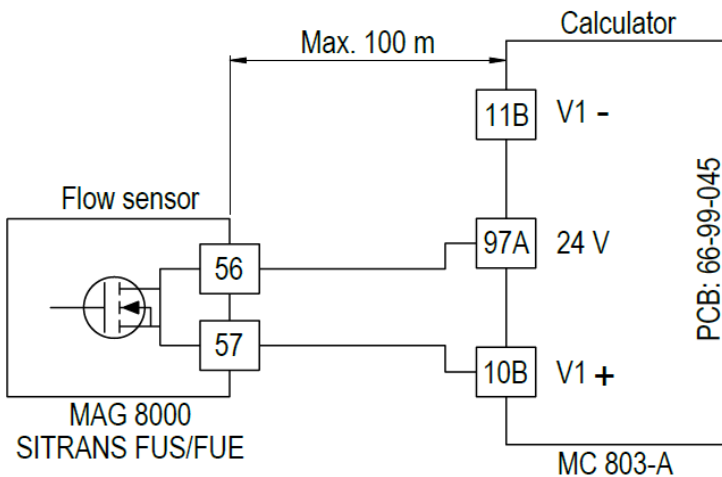 Calculator
Max. 100 m
11B V1 -
Flow sensor
56
97A 24 V
57
10B V1 +
PCB: 66-99-045
MAG 8000
SITRANS FUS/FUE
MC 803-A